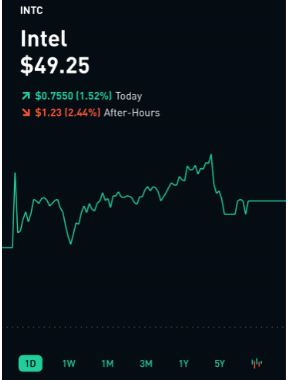 INTC
Intel
$49.25
$0.7550 (1.52%) Today
$1.23 (2.44%) After-Hours
1D 1W 1M 3M 1Y 5Y